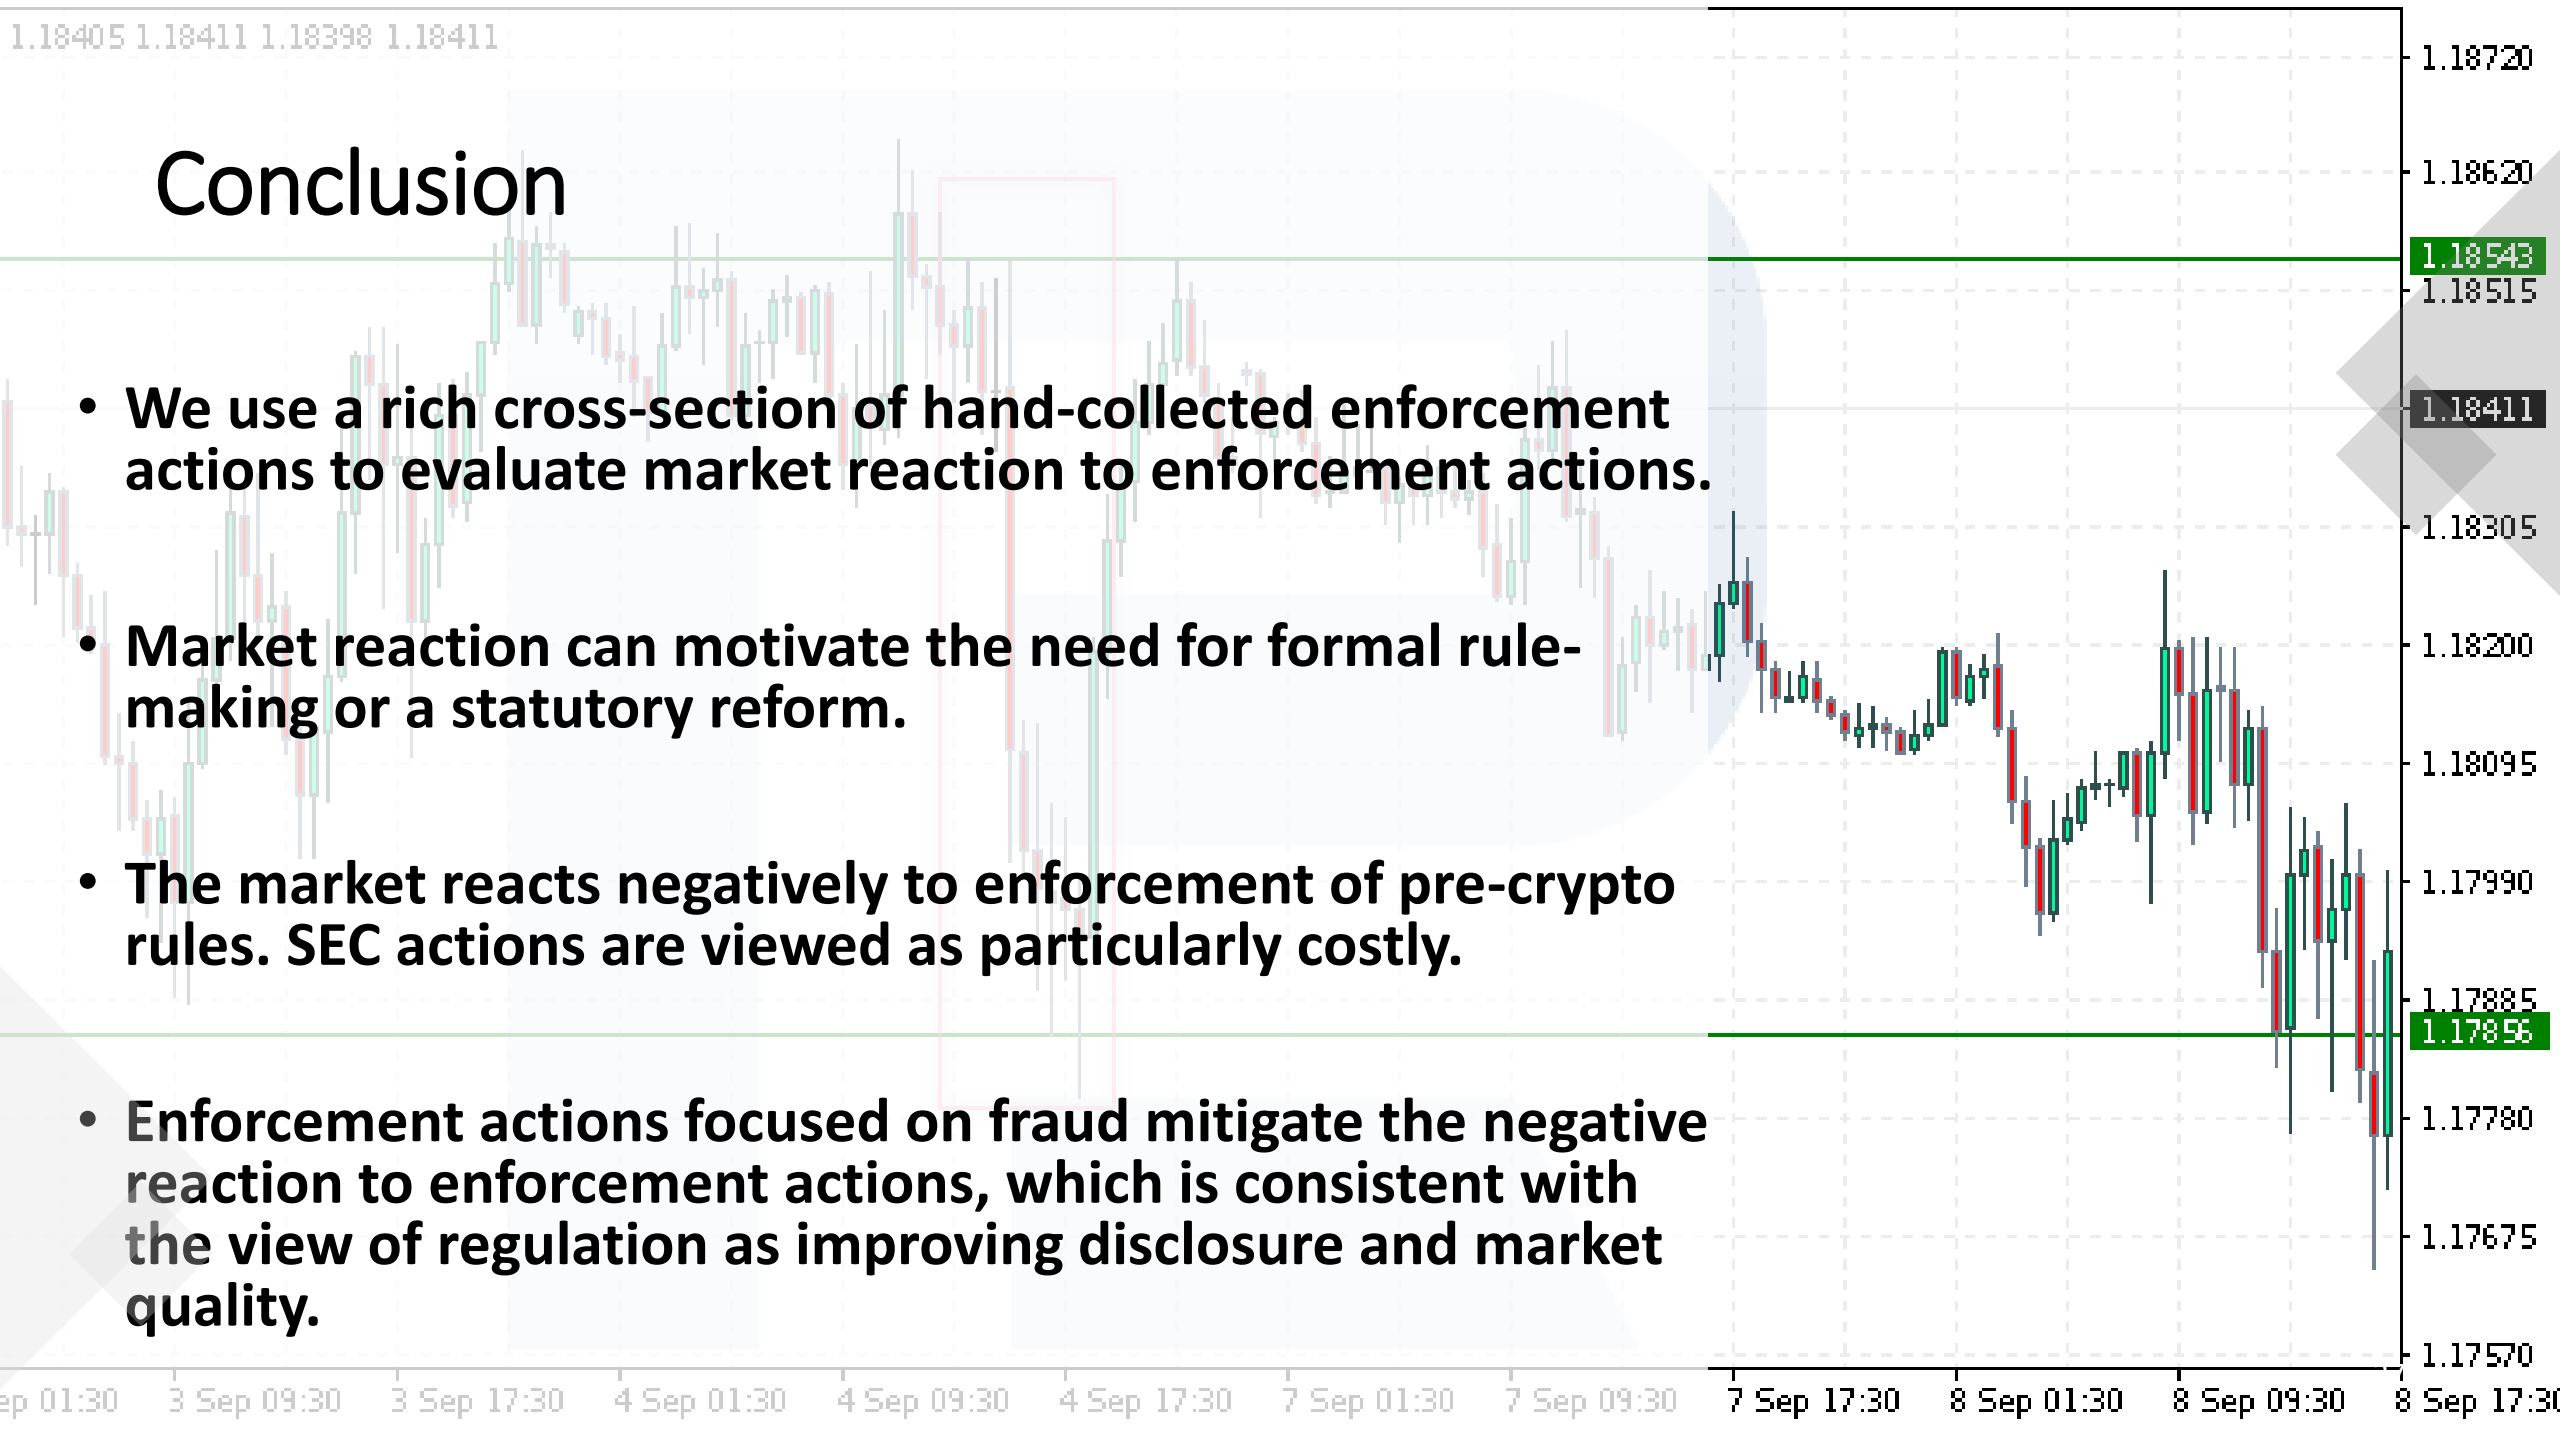 1.18405 1.18411 1.18398 1.18411
Conclusion
• We use a rich cross-section of hand-collected enforcement
actions to evaluate market reaction to enforcement actions.
• Market reaction can motivate the need for formal rule-
making or a statutory reform.
• The market reacts negatively to enforcement of pre-crypto
rules. SEC actions are viewed as particularly costly.
• Enforcement actions focused on fraud mitigate the negative
reaction to enforcement actions, which is consistent with
the view of regulation as improving disclosure and market
quality.
1.18720
1.18620
1.18543
1.18515
1.18411
1.18305
1.18200
1.18095
1.17990
1.17885
1.17856
1.17780
1.17675
1.17570
ep 01:30 3 Sep 09:30 3 Sep 17:30 4 Sep 01:30 4 Sep 09:30 4 Sep 17:30 7 Sep 01:30 7 Sep 09:30 7 Sep 17:30 8 Sep 01:30 8 Sep 09:30 8 Sep 17:30